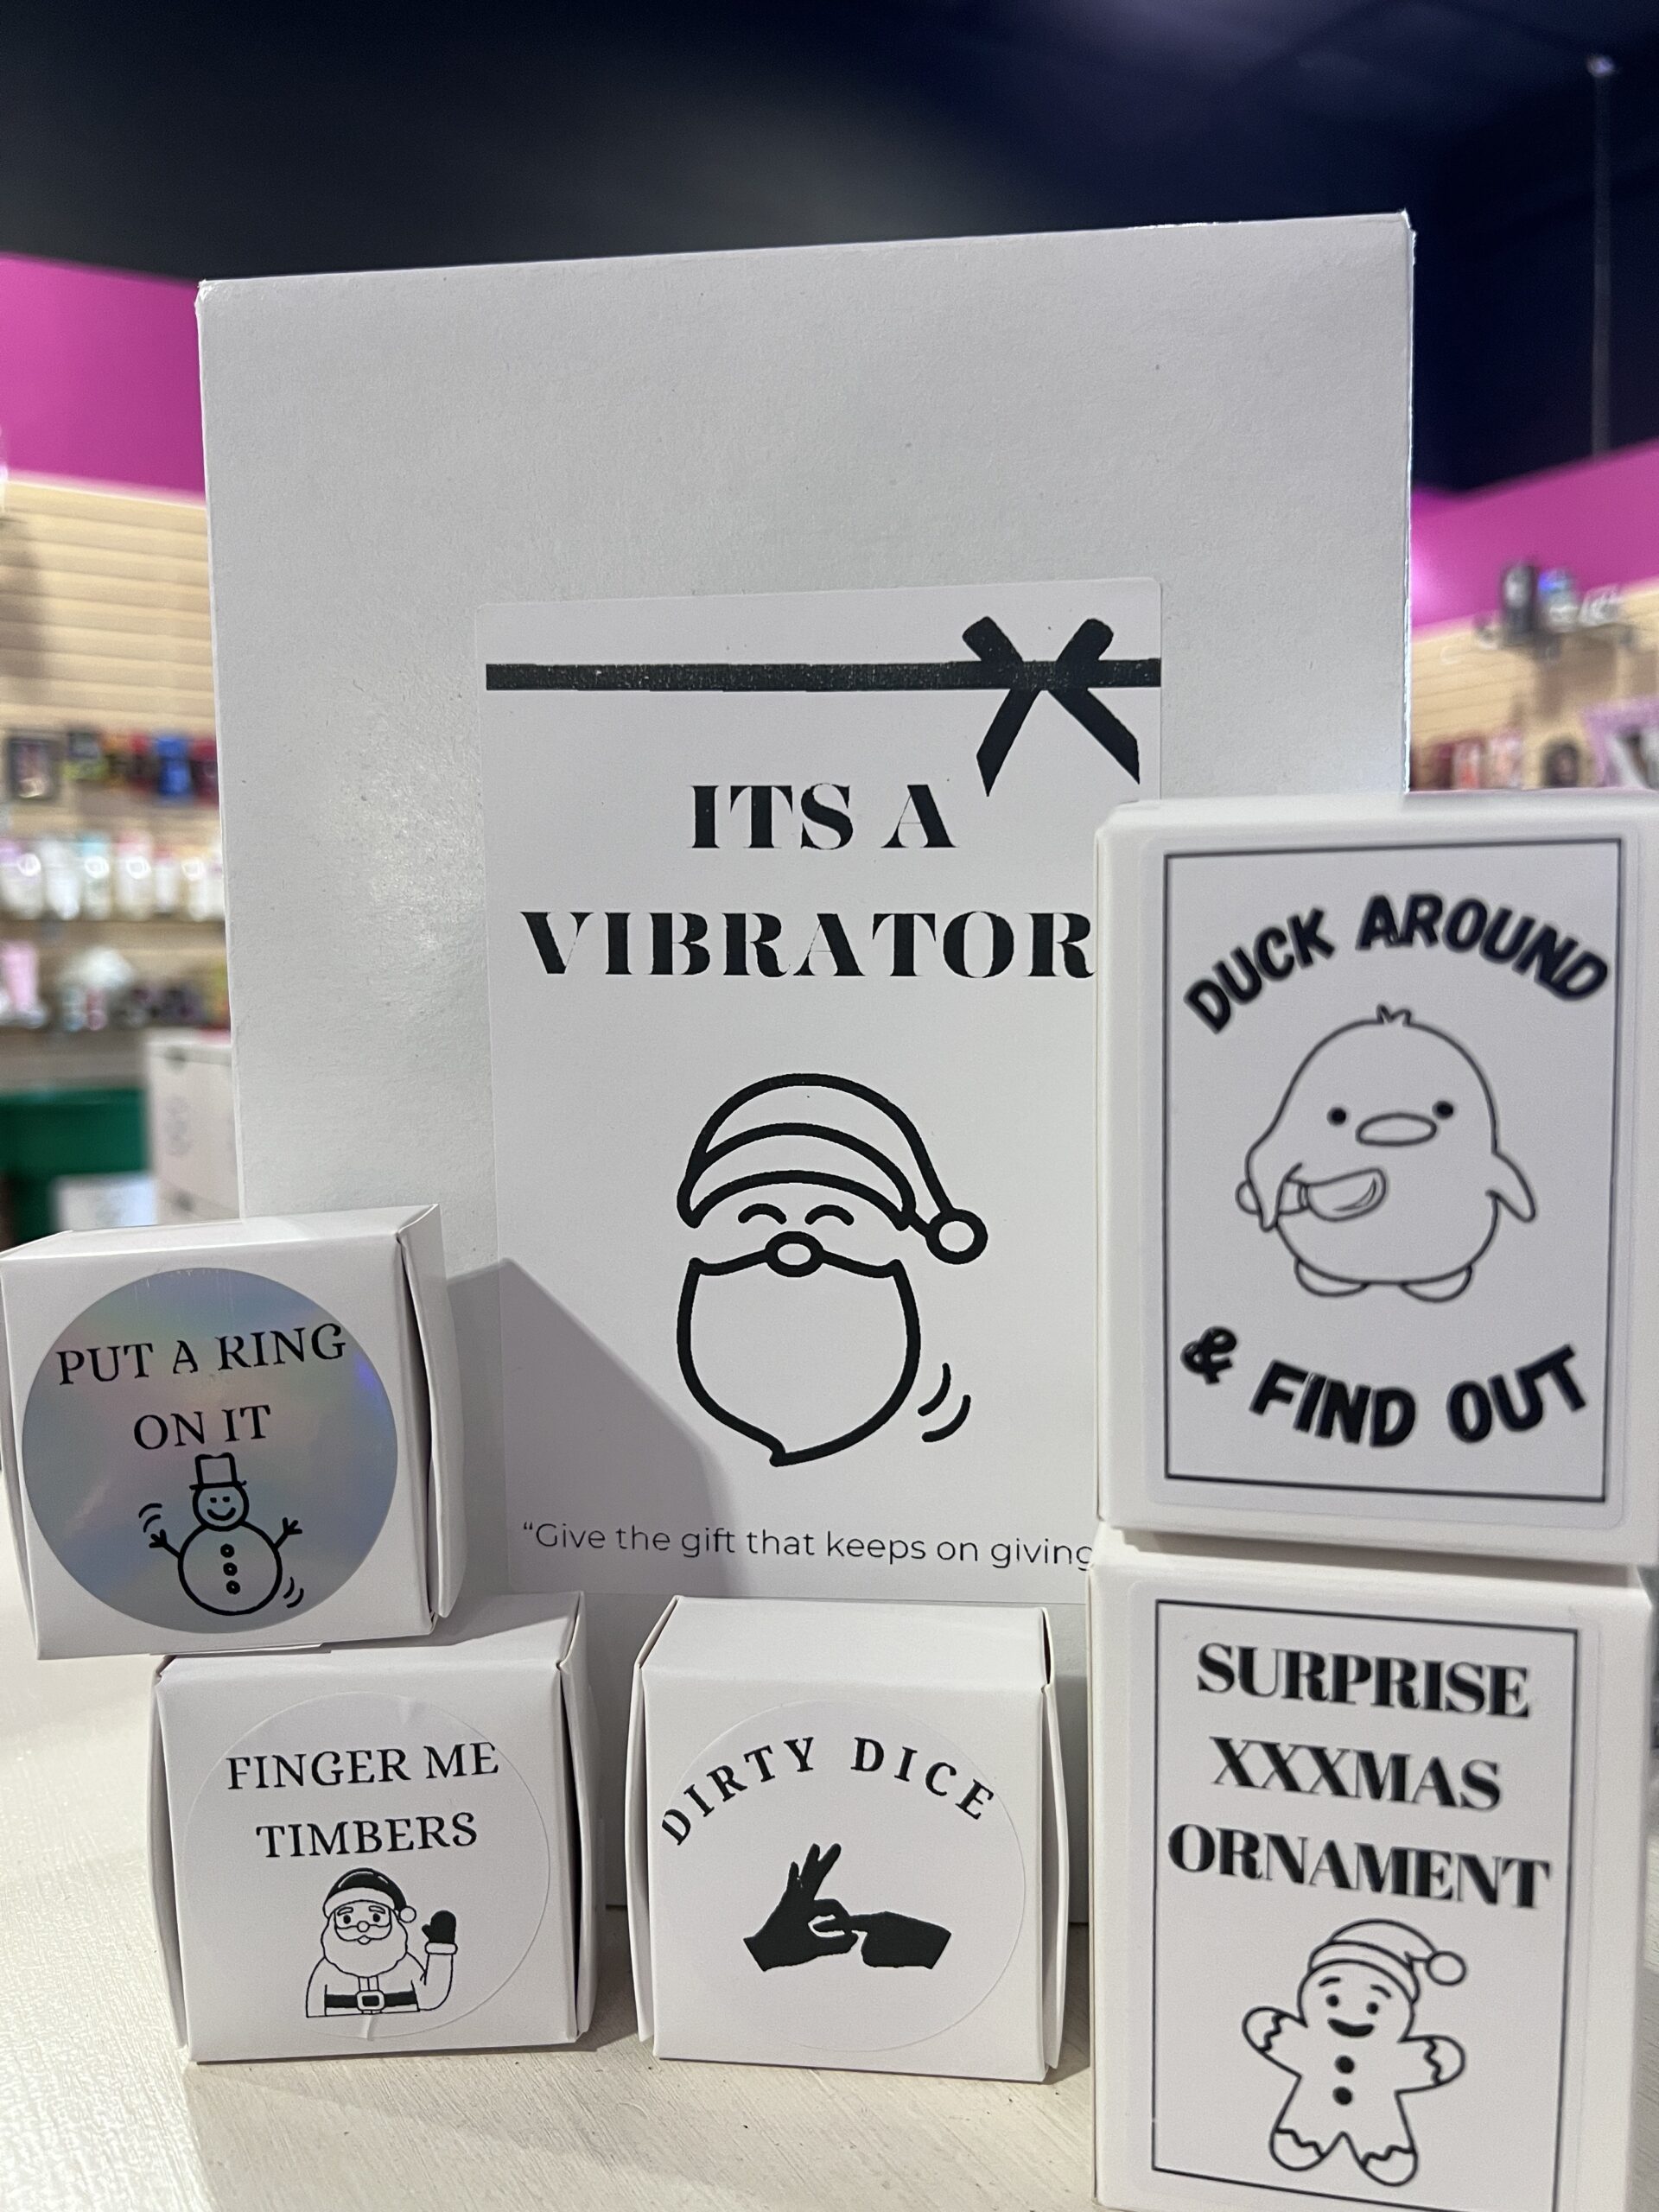 ITS A
VIBRATOR
"Give the gift that keeps on giving
DUCK AROUND
& FIND OUT
PUT A RING
ON IT
FINGER ME
TIMBERS
DIRTY DICE
SURPRISE
XXXMAS
ORNAMENT